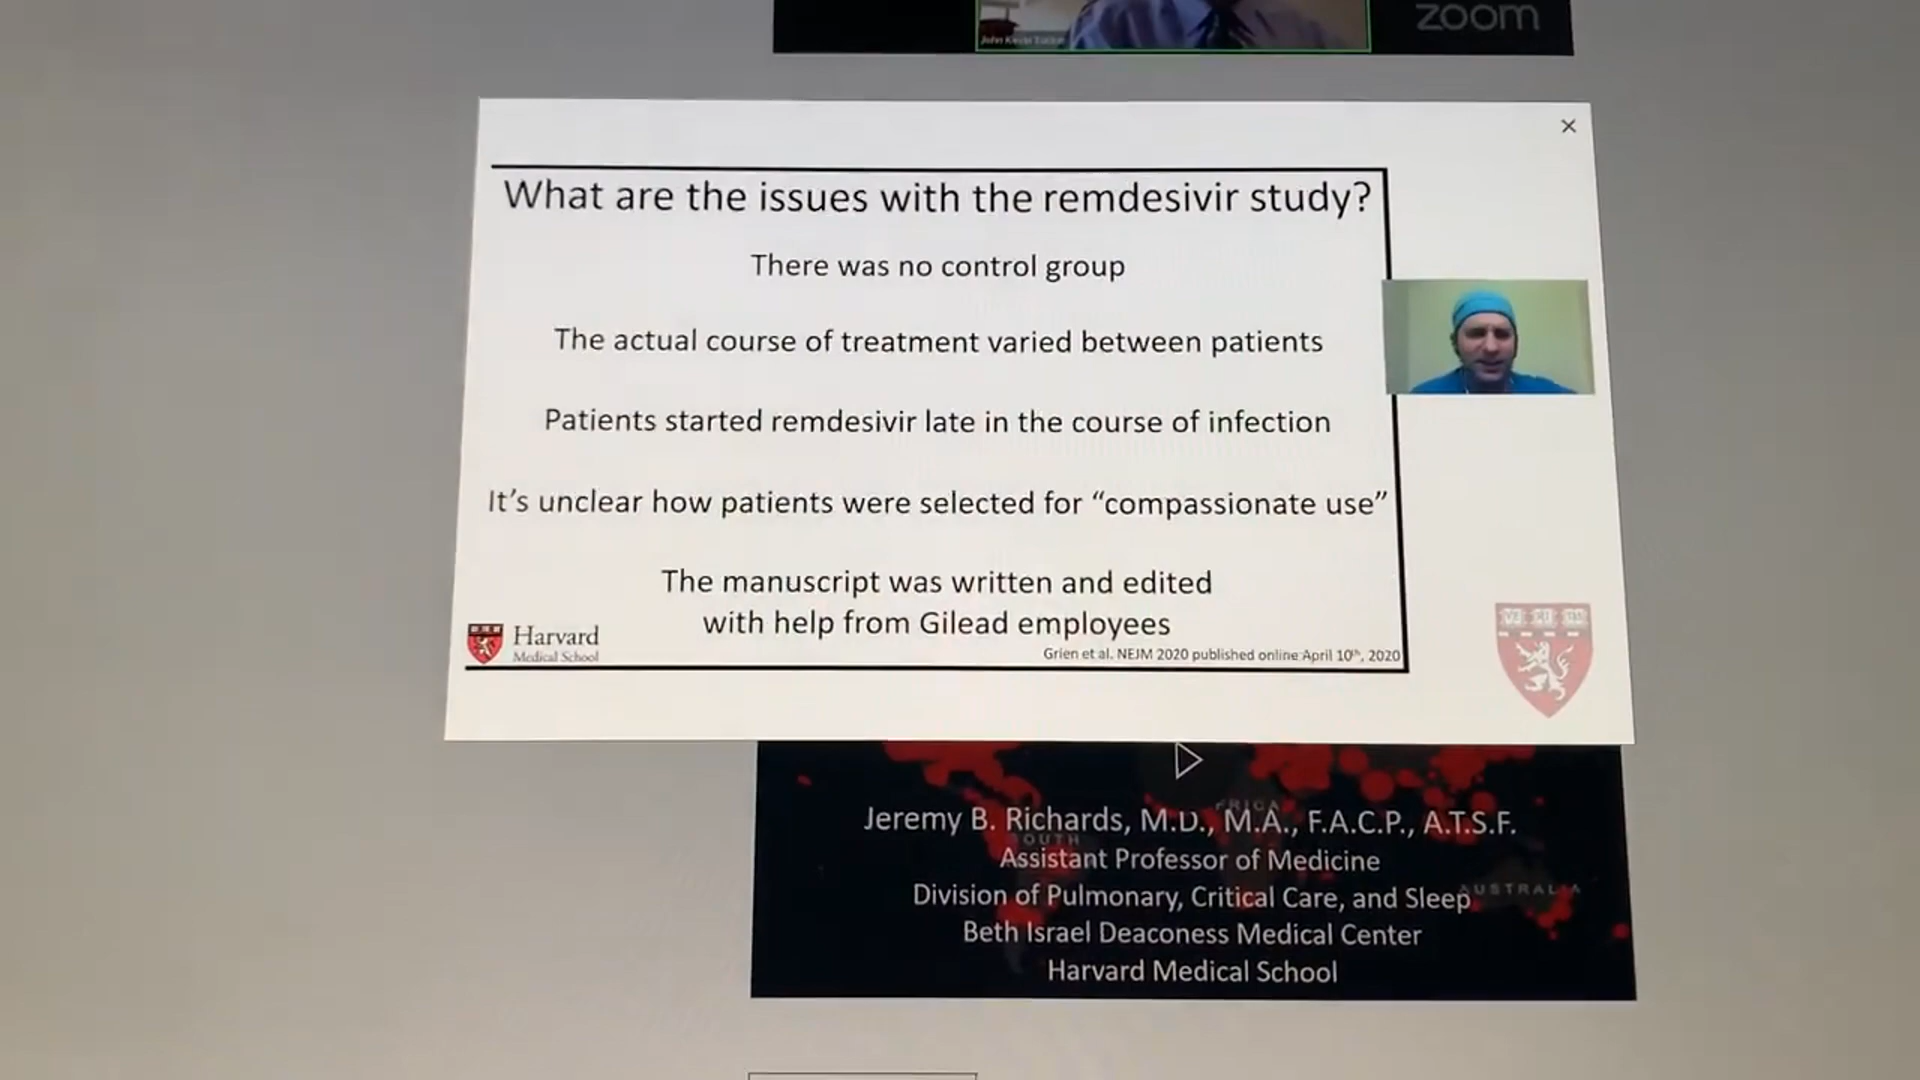 zoom
What are the issues with the remdesivir study?
There was no control group
The actual course of treatment varied between patients
Patients started remdesivir late in the course of infection
It's unclear how patients were selected for “compassionate use”
The manuscript was written and edited
with help from Gilead employees
Harvard
Medical School
Grien et al. NEJM 2020 published online April 10th, 2020
Jeremy B. Richards, M.D., M.A., F.A.C.P., A.T.S.F.
Assistant Professor of Medicine
Division of Pulmonary, Critical Care, and Sleep
AUSTRALIA
Beth Israel Deaconess Medical Center
Harvard Medical School